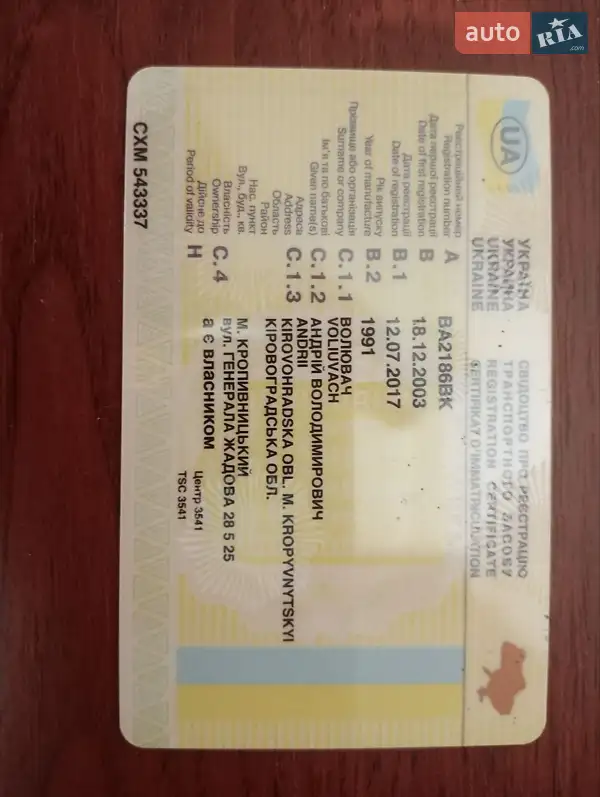 auto RIA .com
UA
УКРАЇНА
УКРАИНА
UKRAINE
UKRAINE
СВІДОЦТВО ПРО РЕЄСТРАЦІЮ
ТРАНСПОРТНОГО ЗАСОБУ
REGISTRATION CERTIFICATE
CERTIFIKAT D'IMMATRICULATION
Реєстраційний номер
Registration number A BA2186BK
Дата першої реєстрації
Date of first registration B 18.12.2003
Дата реєстрації
Date of registration B.1 12.07.2017
Рік випуску
Year of manufacture B.2 1991
Прізвище або організація
Surname or company C.1.1 ВОЛЮВАЧ
VOLIUVACH
Ім'я та по батькові
Given name(s) C.1.2 АНДРІЙ ВОЛОДИМИРОВИЧ
ANDRII
Адреса
Address C.1.3 KIROVOHRADSKA OBL. M. KROPYVNYTSKYI
Область КІРОВОГРАДСЬКА ОБЛ.
Район
Нас. пункт М. КРОПИВНИЦЬКИЙ
Вул., буд., кв. вул. ГЕНЕРАЛА ЖАДОВА 28 5 25
Власність
Ownership C.4 а є ВЛАСНИКОМ
Дійсне до
Period of validity H
Центр 3541
TSC 3541
CXM 543337